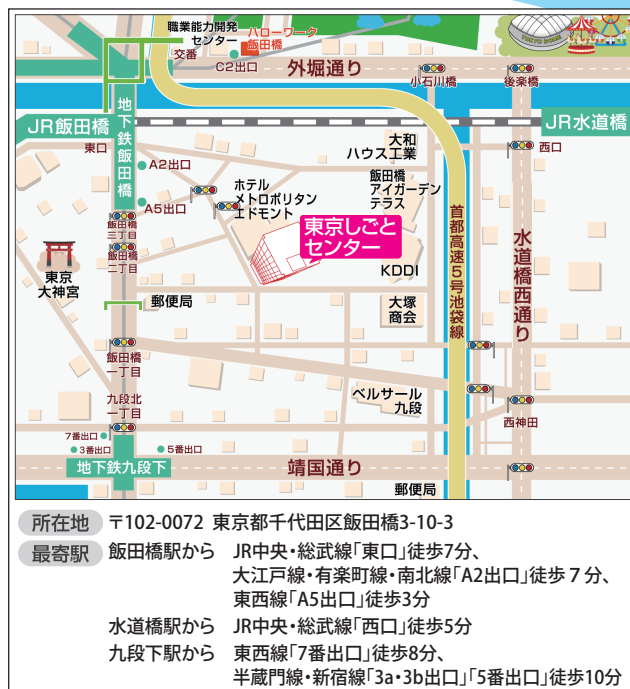 職業能力開発
センター
ハローワーク
飯田橋
交番
C2出口
TOKYO DOME
外堀通り
小石川橋
後楽橋
地下鉄飯田橋
JR飯田橋
JR水道橋
東口
西口
大和
ハウス工業
A2出口
ホテル
メトロポリタン
エドモント
飯田橋
アイガーデン
テラス
A5出口
飯田橋
三丁目
東京しごと
センター
首都高速5号池袋線
水道橋西通り
飯田橋
二丁目
東京
大神宮
KDDI
郵便局
大塚
商会
飯田橋
一丁目
ベルサール
九段
九段北
一丁目
西神田
7番出口
3番出口
5番出口
地下鉄九段下
靖国通り
郵便局
所在地 〒102-0072 東京都千代田区飯田橋3-10-3
最寄駅 飯田橋駅から JR中央・総武線「東口」徒歩7分、
大江戸線・有楽町線・南北線「A2出口」徒歩７分、
東西線「A5出口」徒歩3分
水道橋駅から JR中央・総武線「西口」徒歩5分
九段下駅から 東西線「7番出口」徒歩8分、
半蔵門線・新宿線「3a・3b出口」「5番出口」徒歩10分